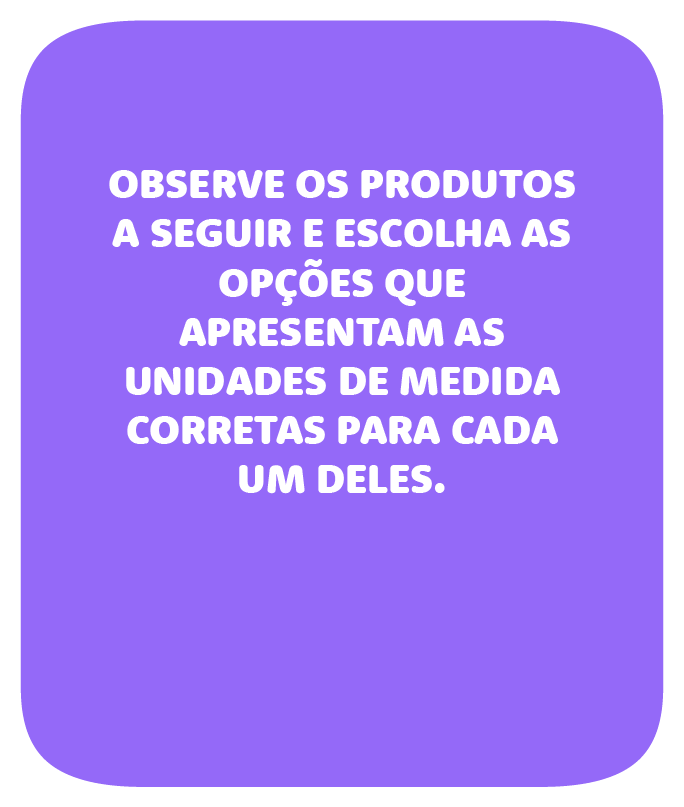 OBSERVE OS PRODUTOS
A SEGUIR E ESCOLHA AS
OPÇÕES QUE
APRESENTAM AS
UNIDADES DE MEDIDA
CORRETAS PARA CADA
UM DELES.